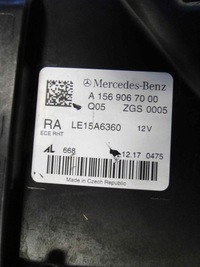 Mercedes-Benz
A 156 906 70 00
Q05 ZGS 0005
RA LE15A6360 12V
ECE RHT
AL 668 12.17 0475
Made in Czech Republic